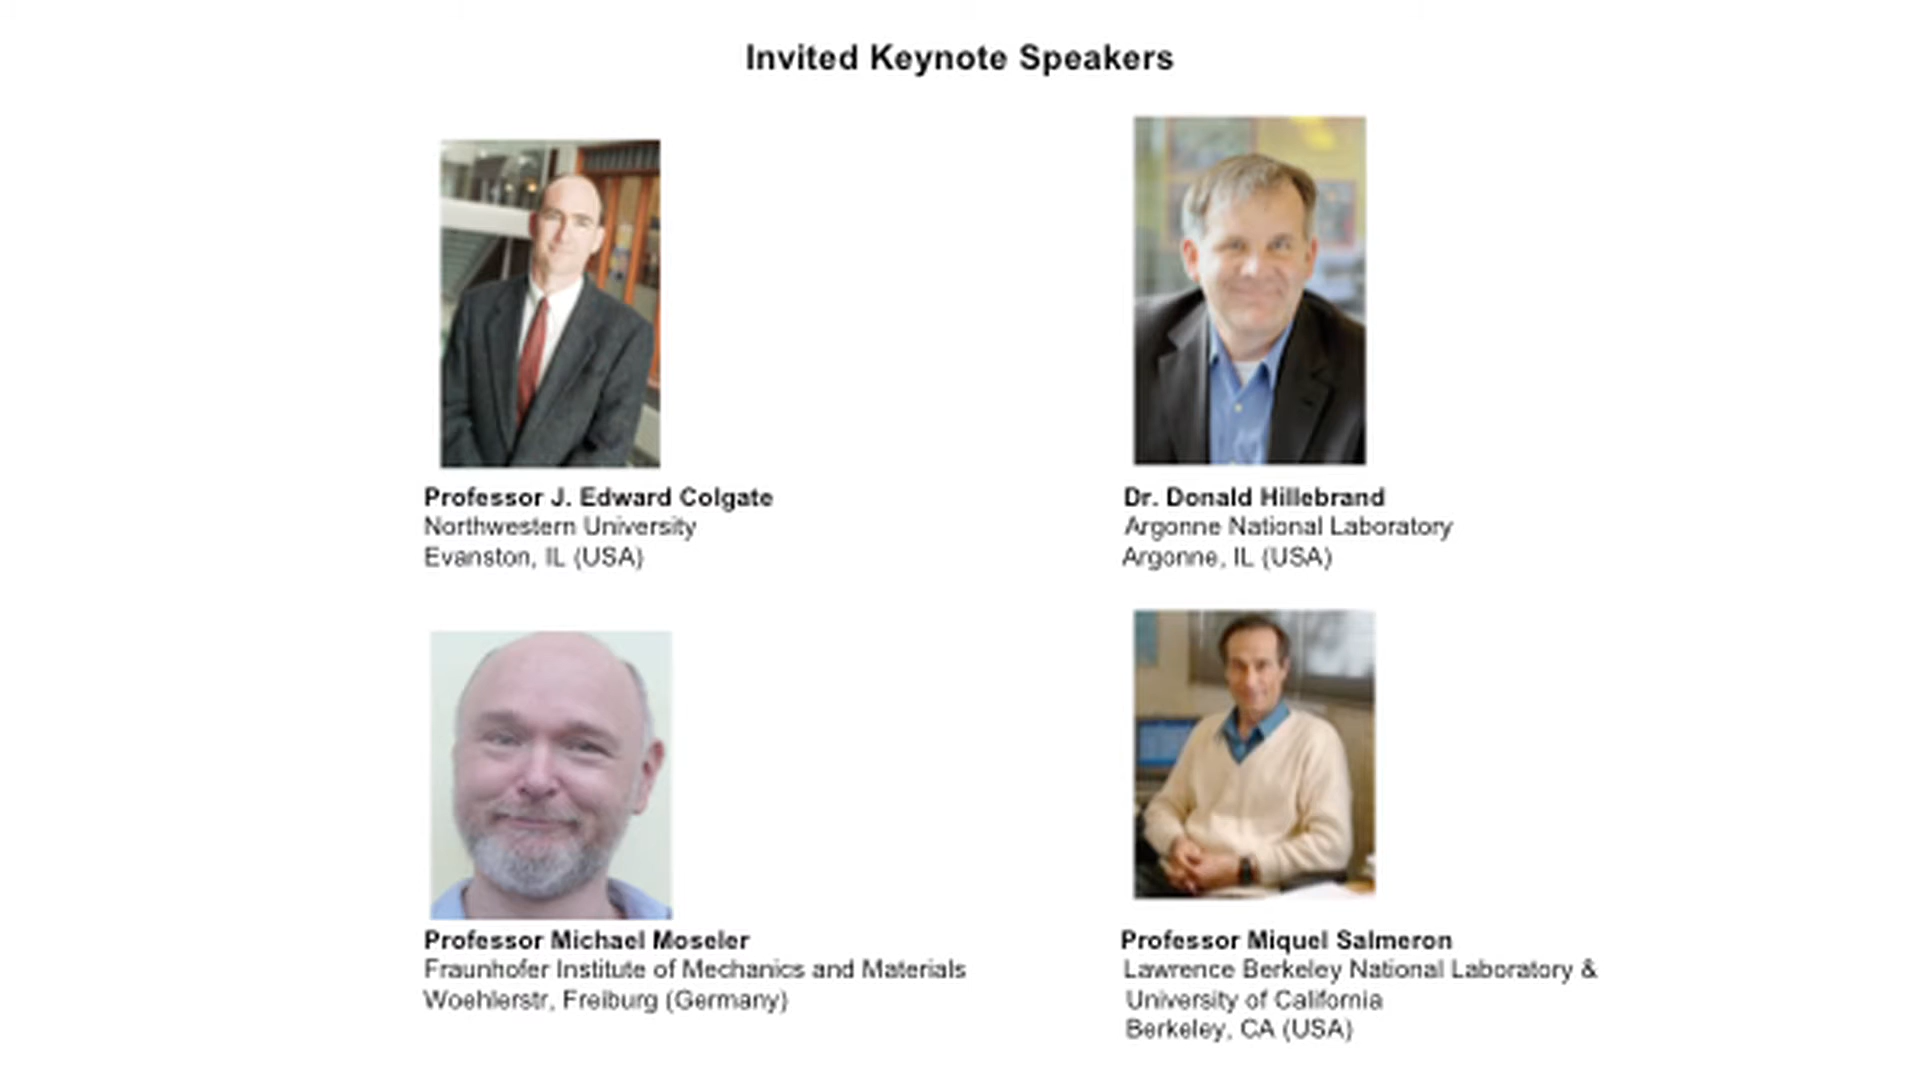 Invited Keynote Speakers
Professor J. Edward Colgate
Northwestern University
Evanston, IL (USA)
Dr. Donald Hillebrand
Argonne National Laboratory
Argonne, IL (USA)
Professor Michael Moseler
Fraunhofer Institute of Mechanics and Materials
Woehlerstr, Freiburg (Germany)
Professor Miquel Salmeron
Lawrence Berkeley National Laboratory &
University of California
Berkeley, CA (USA)